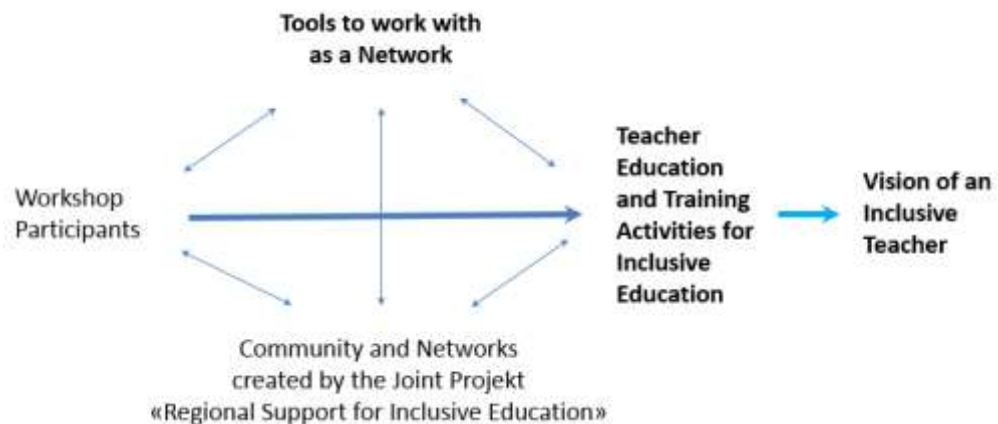 Tools to work with
as a Network
Workshop
Participants
Teacher
Education
and Training
Activities for
Inclusive
Education
Vision of an
Inclusive
Teacher
Community and Networks
created by the Joint Projekt
«Regional Support for Inclusive Education»